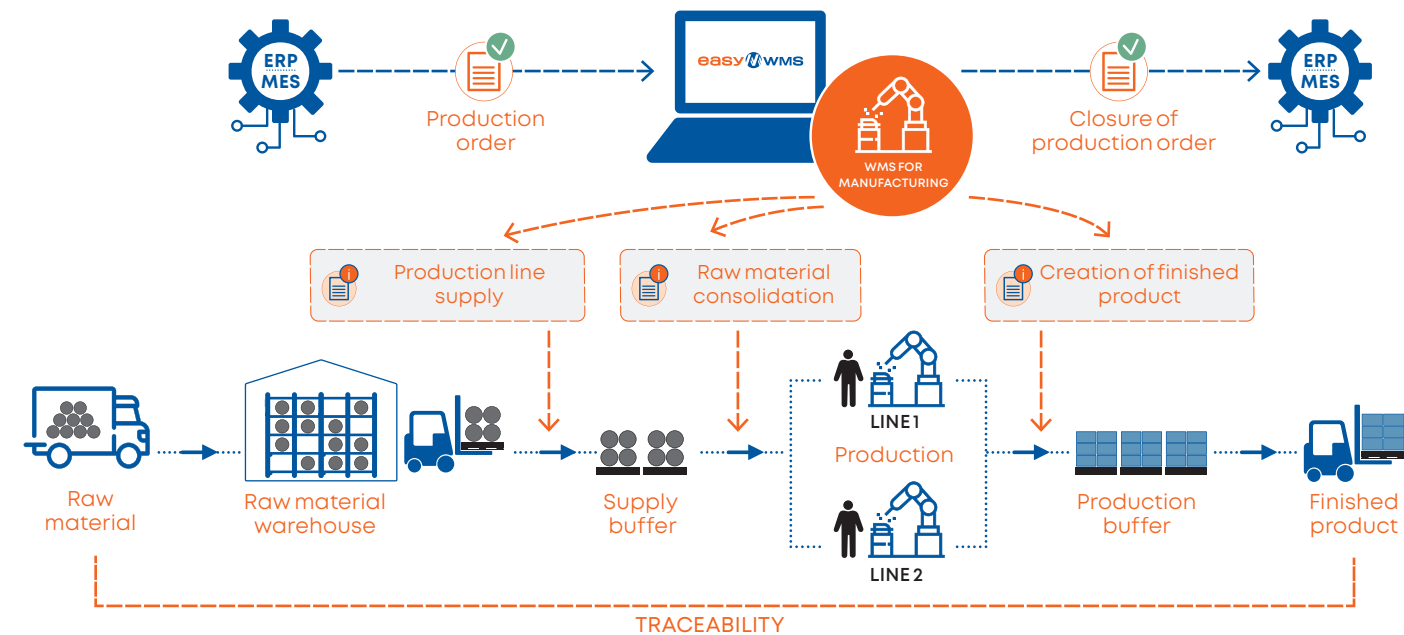 ERP
MES
easy WMS
ERP
MES
Production
order
Closure of
production order
WMS FOR
MANUFACTURING
Production line
supply
Raw material
consolidation
Creation of finished
product
LINE 1
Production
LINE 2
Raw
material
Raw material
warehouse
Supply
buffer
Production
buffer
Finished
product
TRACEABILITY